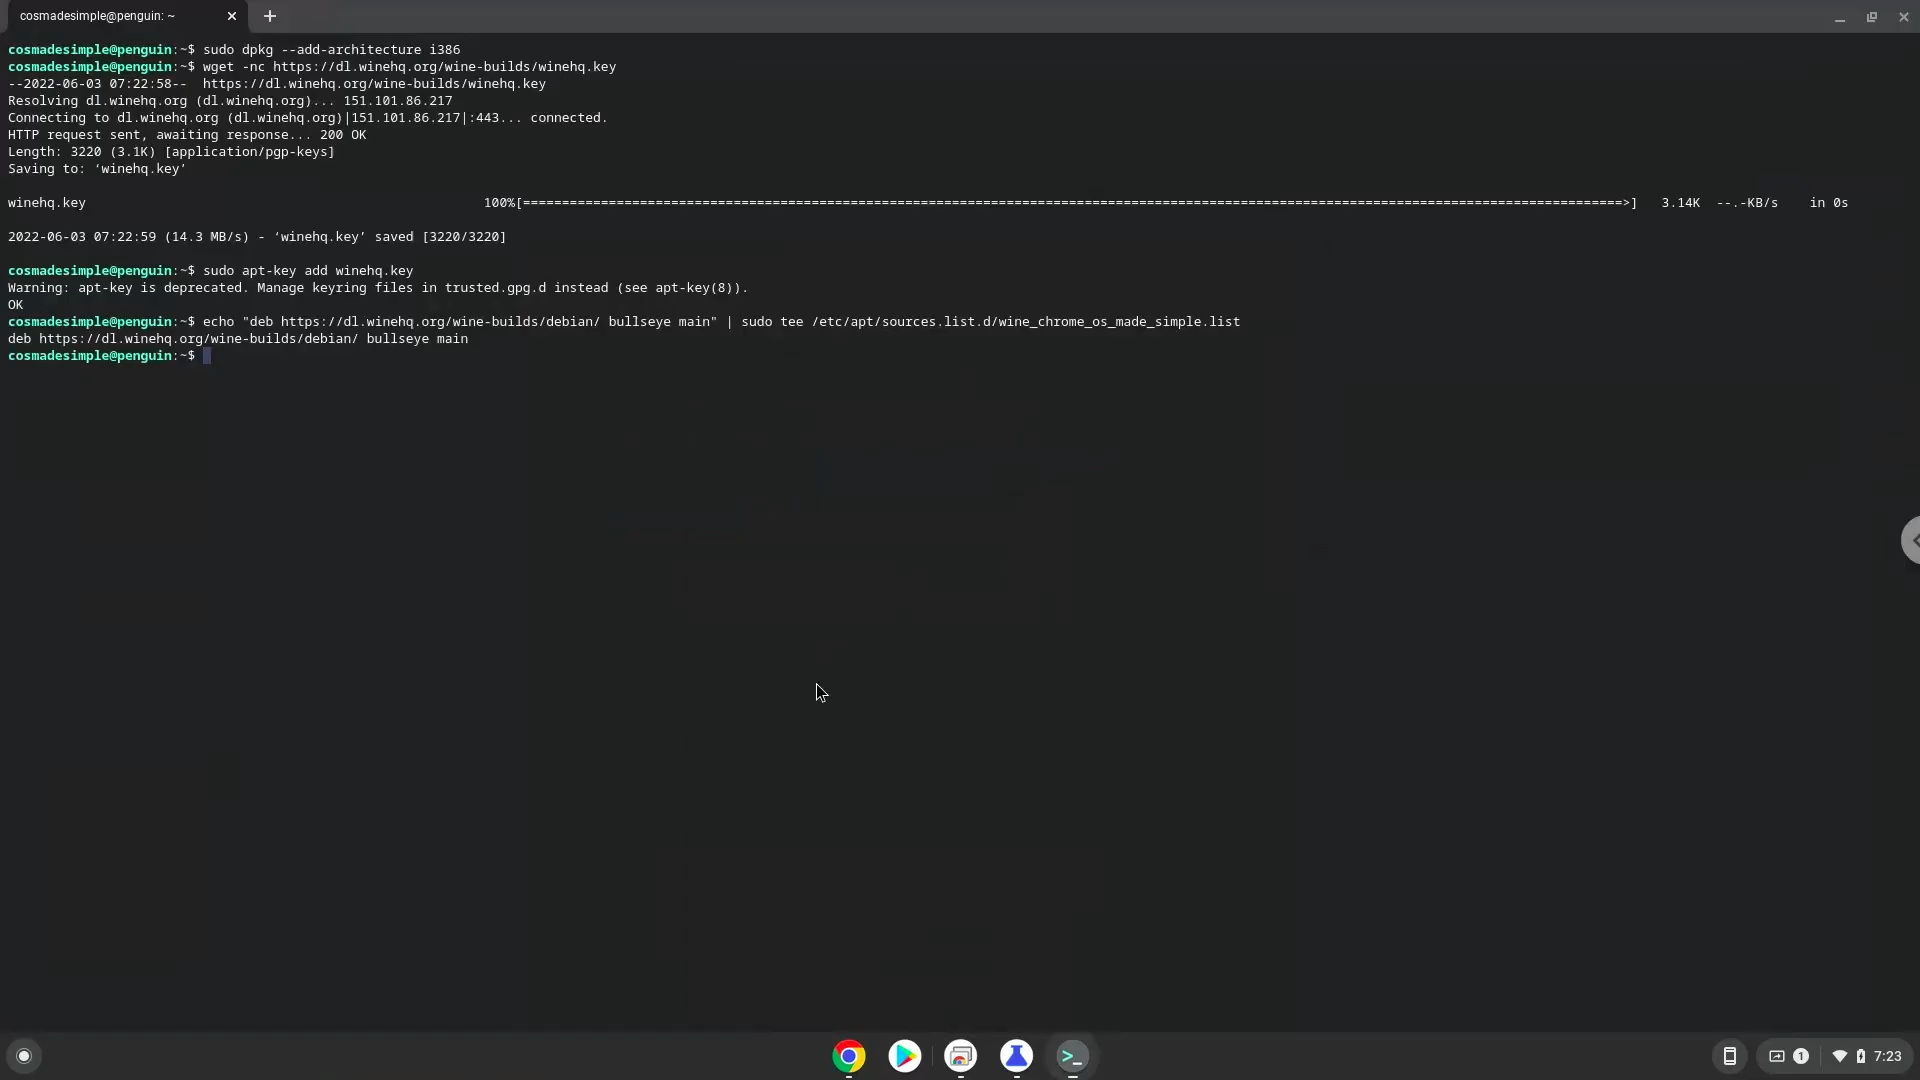 cosmadesimple@penguin: ~
cosmadesimple@penguin:~$ sudo dpkg --add-architecture i386
cosmadesimple@penguin:~$ wget -nc https://dl.winehq.org/wine-builds/winehq.key
--2022-06-03 07:22:58--  https://dl.winehq.org/wine-builds/winehq.key
Resolving dl.winehq.org (dl.winehq.org)... 151.101.86.217
Connecting to dl.winehq.org (dl.winehq.org)|151.101.86.217|:443... connected.
HTTP request sent, awaiting response... 200 OK
Length: 3220 (3.1K) [application/pgp-keys]
Saving to: ‘winehq.key’
winehq.key 100%[=============================================================================================================================================>] 3.14K --.-KB/s in 0s
2022-06-03 07:22:59 (14.3 MB/s) - ‘winehq.key’ saved [3220/3220]
cosmadesimple@penguin:~$ sudo apt-key add winehq.key
Warning: apt-key is deprecated. Manage keyring files in trusted.gpg.d instead (see apt-key(8)).
OK
cosmadesimple@penguin:~$ echo "deb https://dl.winehq.org/wine-builds/debian/ bullseye main" | sudo tee /etc/apt/sources.list.d/wine_chrome_os_made_simple.list
deb https://dl.winehq.org/wine-builds/debian/ bullseye main
cosmadesimple@penguin:~$
1 7:23